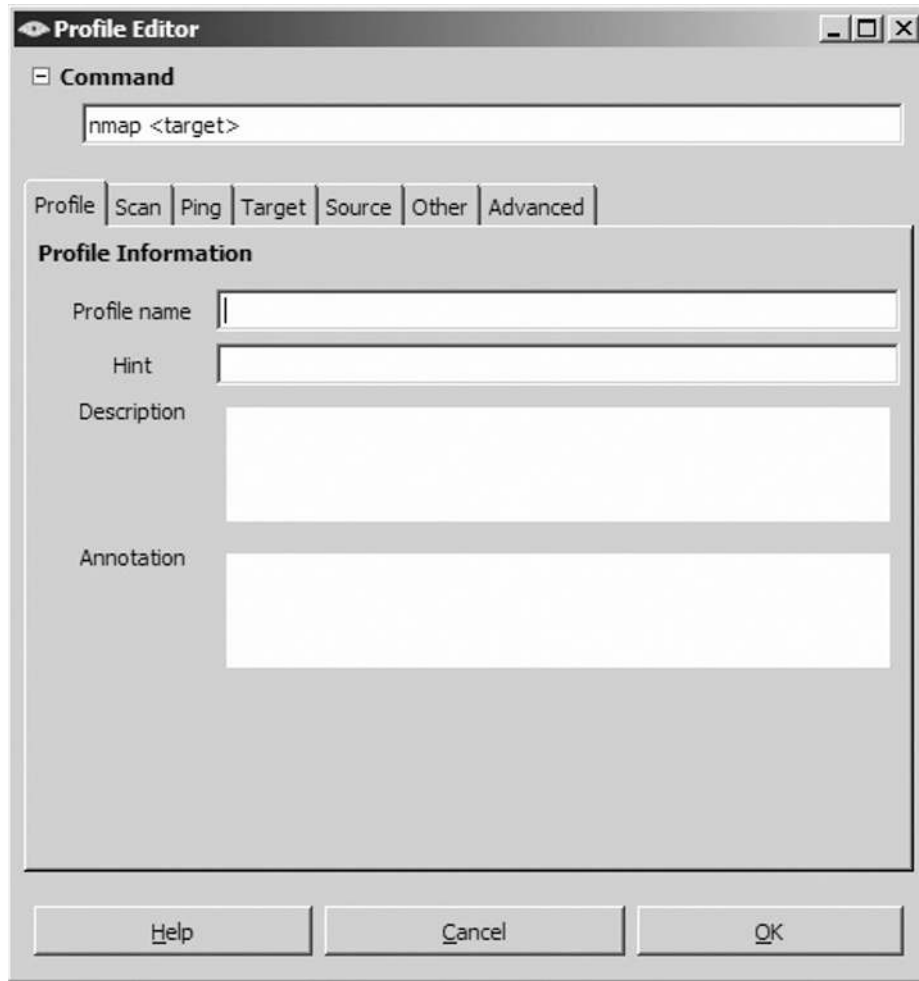 Profile Editor
Command
nmap <target>
Profile Scan Ping Target Source Other Advanced
Profile Information
Profile name
Hint
Description
Annotation
Help Cancel OK